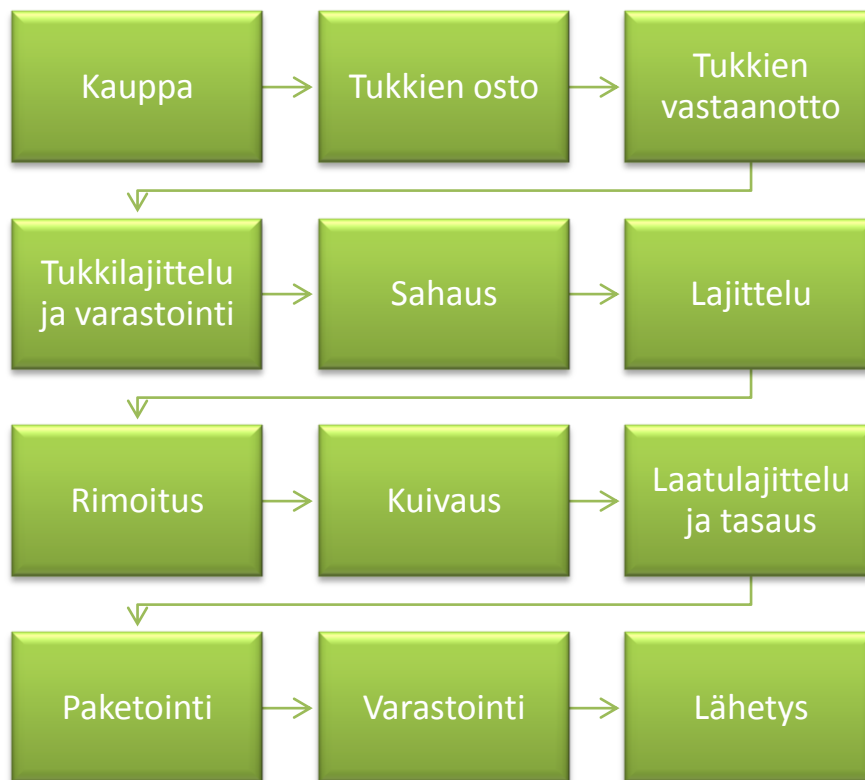 Kauppa
Tukkien osto
Tukkien
vastaanotto
Tukkilajittelu
ja varastointi
Sahaus
Lajittelu
Rimoitus
Kuivaus
Laatulajittelu
ja tasaus
Paketointi
Varastointi
Lähetys